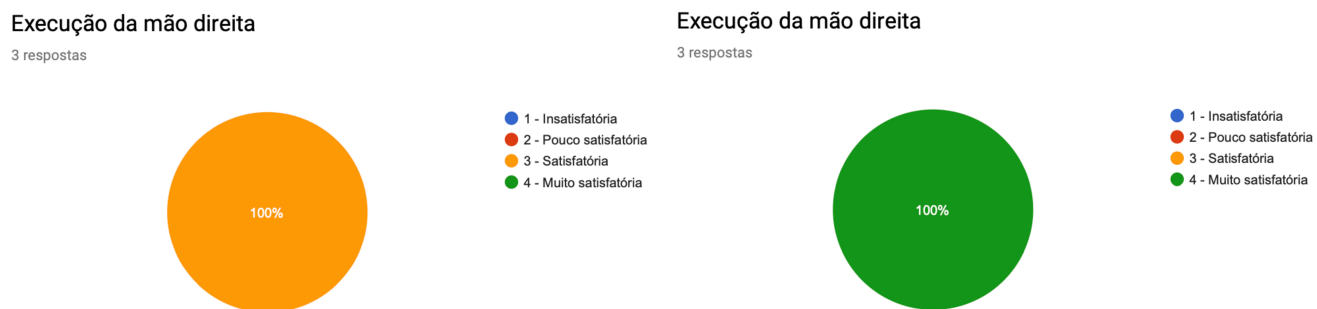 Execução da mão direita
3 respostas
100%
1 - Insatisfatória
2 - Pouco satisfatória
3 - Satisfatória
4 - Muito satisfatória
Execução da mão direita
3 respostas
100%
1 - Insatisfatória
2 - Pouco satisfatória
3 - Satisfatória
4 - Muito satisfatória